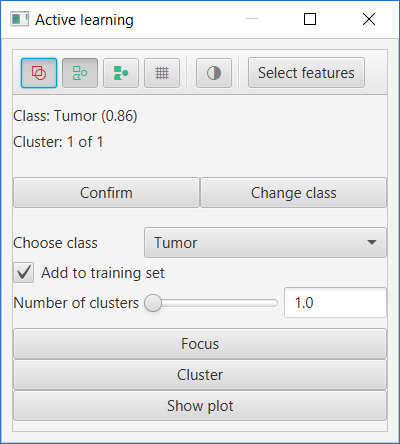 Active learning
Select features
Class: Tumor (0.86)
Cluster: 1 of 1
Confirm Change class
Choose class Tumor
Add to training set
Number of clusters 1.0
Focus
Cluster
Show plot